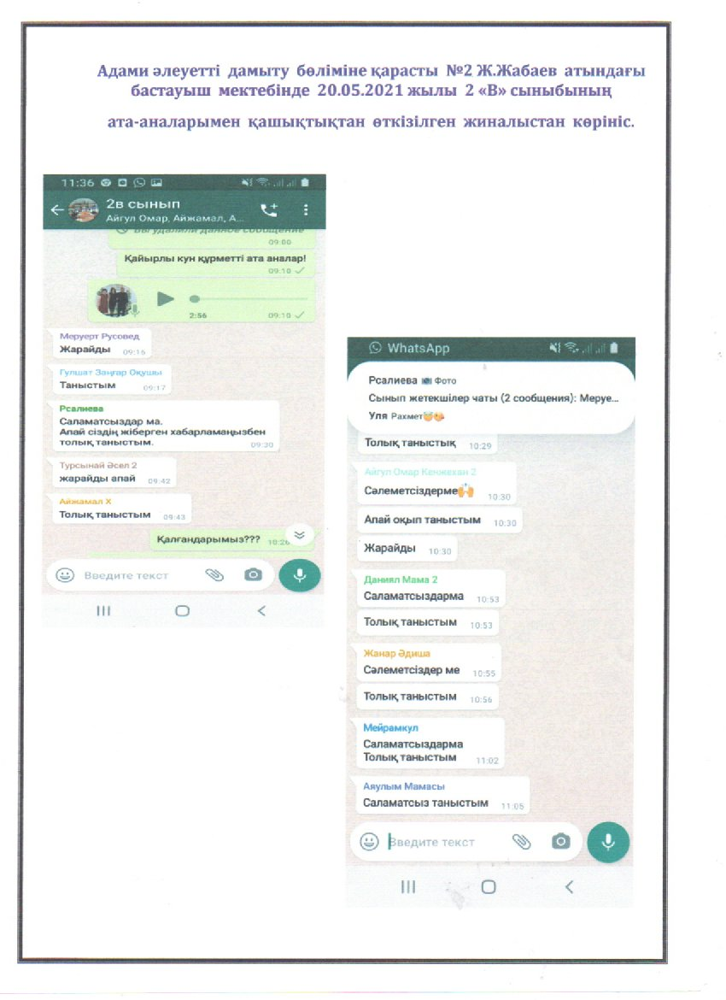 Адами әлеуетті дамыту бөліміне қарасты №2 Ж.Жабаев атындағы
бастауыш мектебінде 20.05.2021 жылы 2 «В» сыныбының
ата-аналарымен қашықтықтан өткізілген жиналыстан көрініс.
11:36
2в сынып
Айгул Омар, Айжамал, А...
Вы удалили данное сообщение
09:00
Қайырлы кун құрметті ата аналар!
09:10
2:56 09:10
Меруерт Русовед
Жарайды 09:16
Гулшат Заңғар Оқушы
Таныстым 09:17
Рсалиева
Саламатсыздар ма.
Апай сіздің жіберген хабарламаңызбен
толық таныстым. 09:30
Турсынай Әсел 2
жарайды апай 09:42
Айжамал Х
Толық таныстым 09:43
Қалғандарымыз??? 10:26
Введите текст
WhatsApp
Рсалиева 📷 Фото
Сынып жетекшілер чаты (2 сообщения): Меруе...
Уля Рахмет
Толық таныстық 10:29
Айгул Омар Кенжехан 2
Сәлеметсіздерме🙌 10:30
Апай оқып таныстым 10:30
Жарайды 10:30
Даниял Мама 2
Саламатсыздарма 10:53
Толық таныстым 10:53
Жанар Әдиша
Сәлеметсіздер ме 10:55
Толық таныстым 10:56
Мейрамкул
Саламатсыздарма
Толық таныстым 11:02
Аяулым Мамасы
Саламатсыз таныстым 11:05
Введите текст